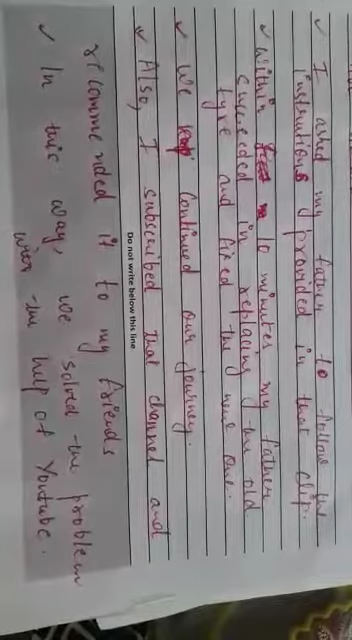 ✓ I asked my father to follow the
instructions provided in that clip.
✓ Within 10 minutes my father
succeeded in replacing the old
tyre and fixed the new one.
✓ We continued our journey.
✓ Also, I subscribed that channel and
Do not write below this line
recommended it to my friends
✓ In this way, we solved the problem
with the help of Youtube.